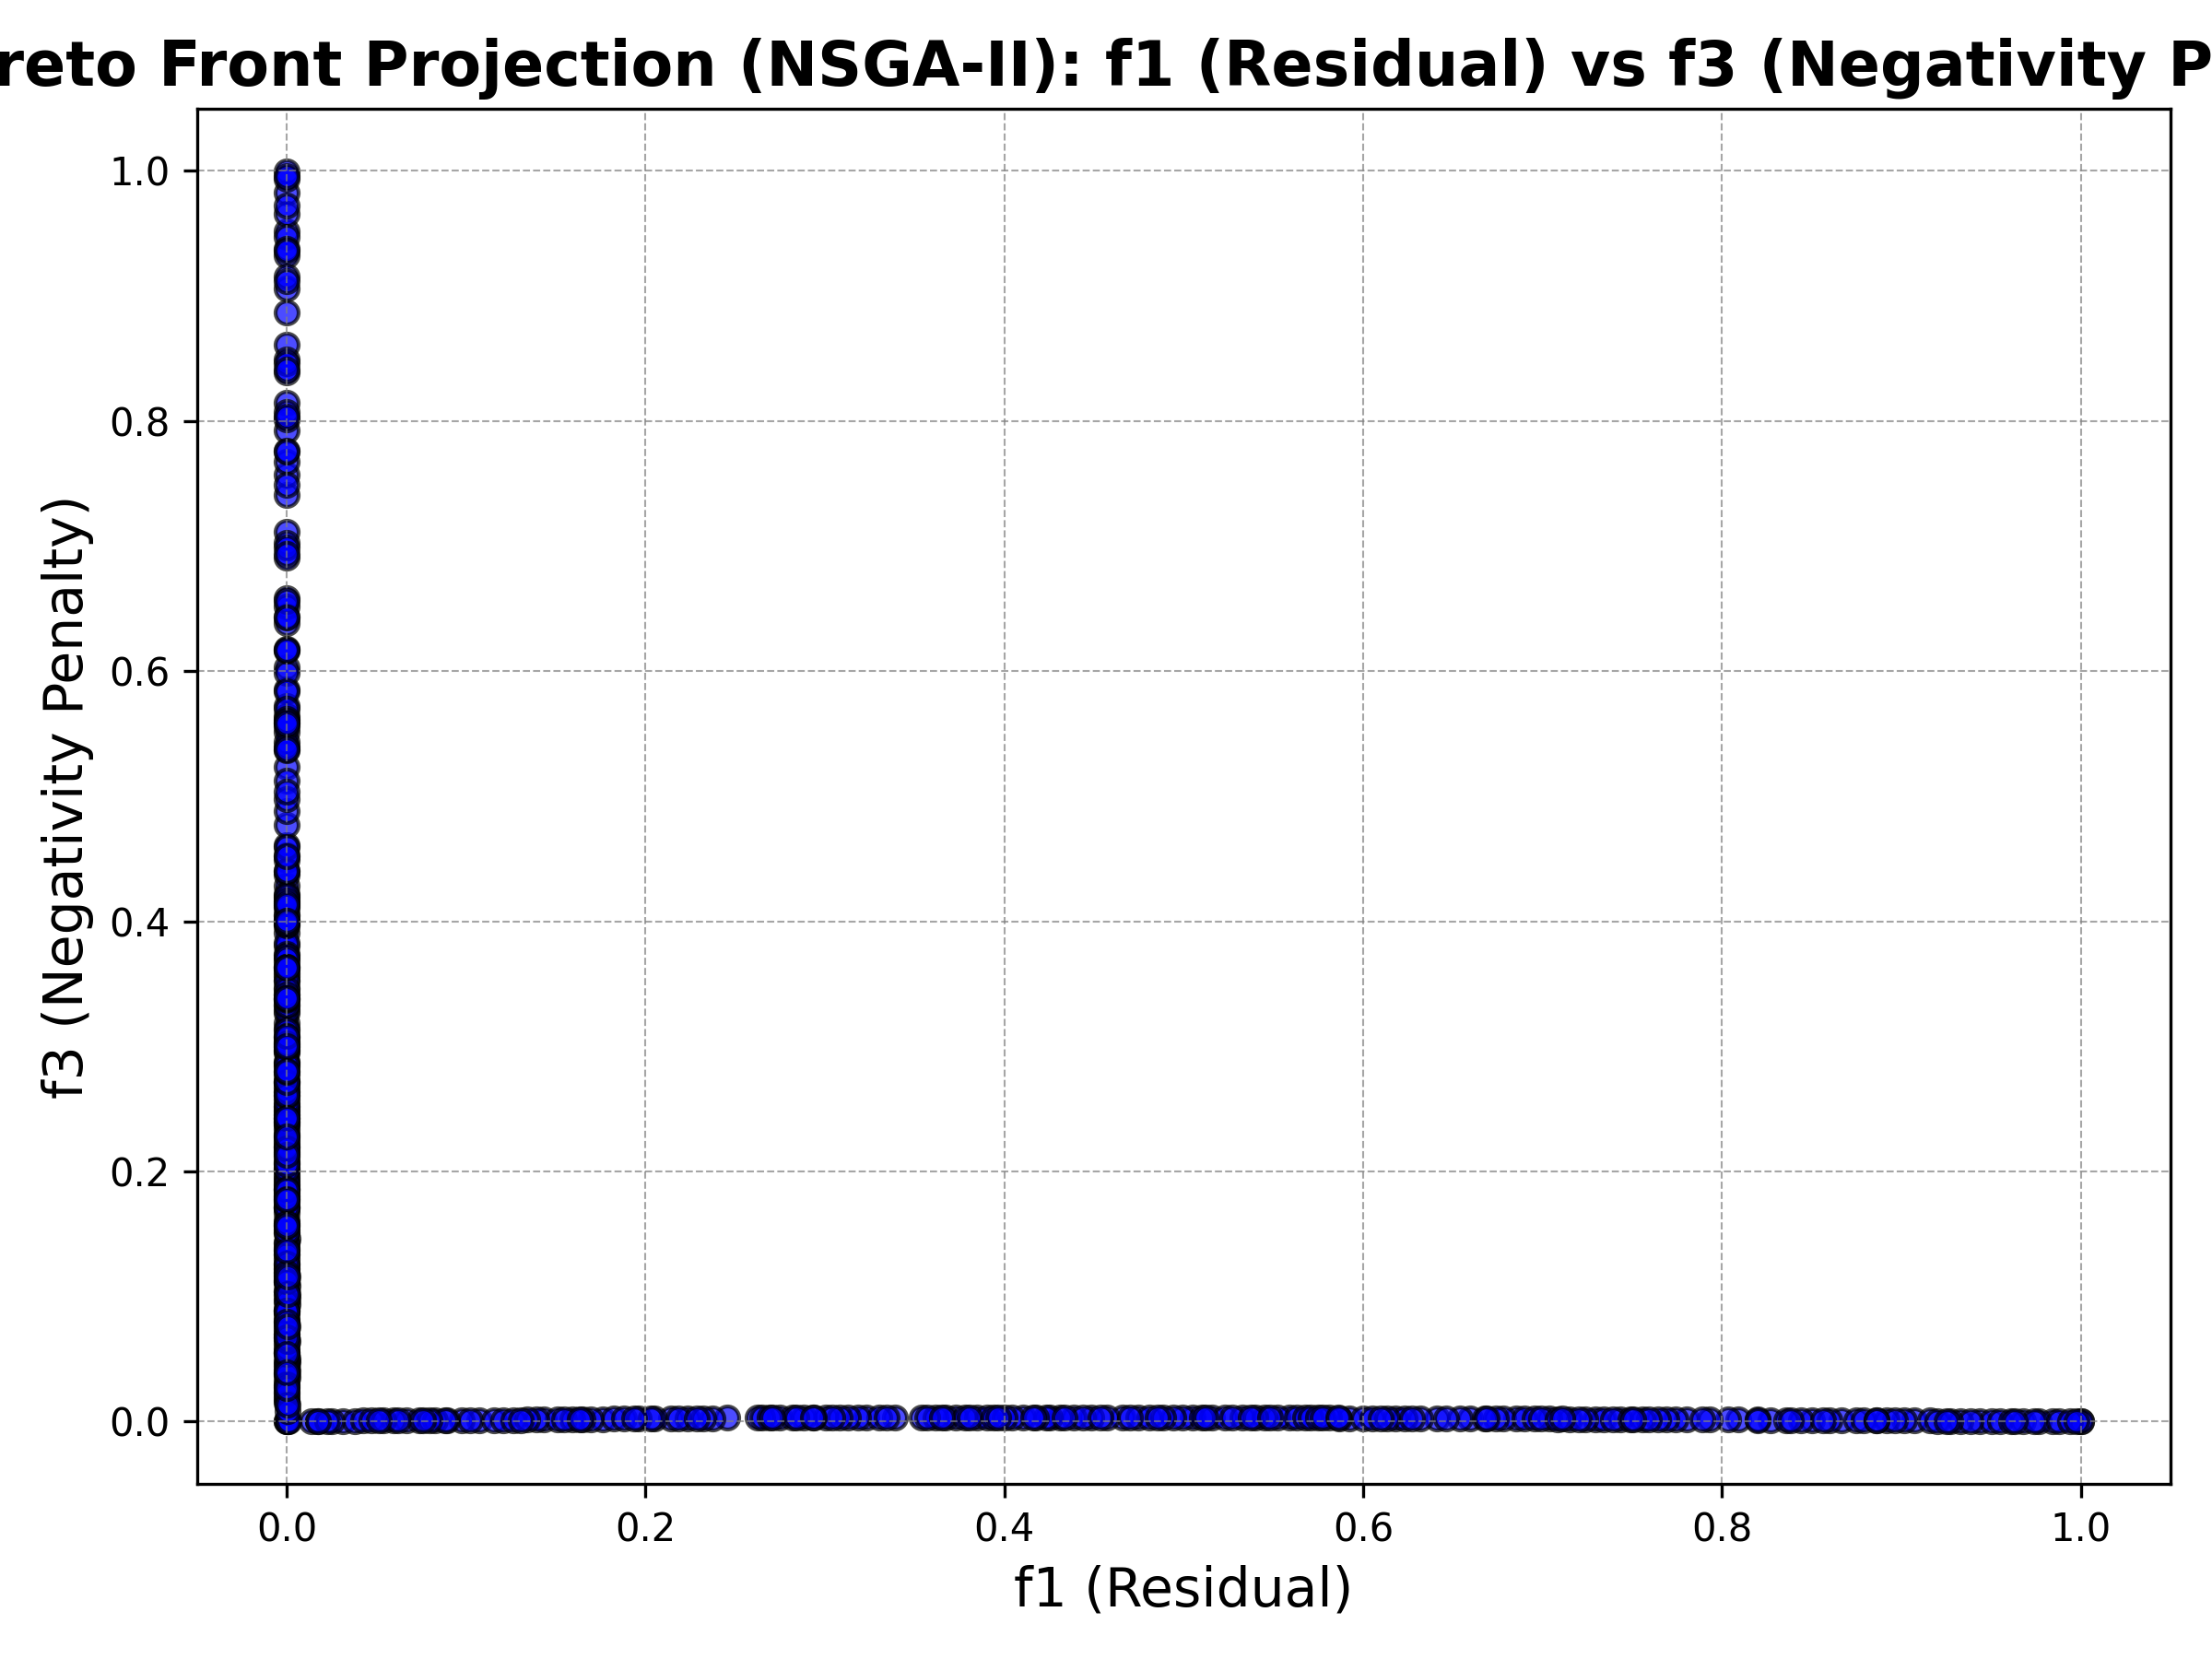 reto Front Projection (NSGA-II): f1 (Residual) vs f3 (Negativity P
1.0
0.8
0.6
0.4
0.2
0.0
f3 (Negativity Penalty)
0.0 0.2 0.4 0.6 0.8 1.0
f1 (Residual)